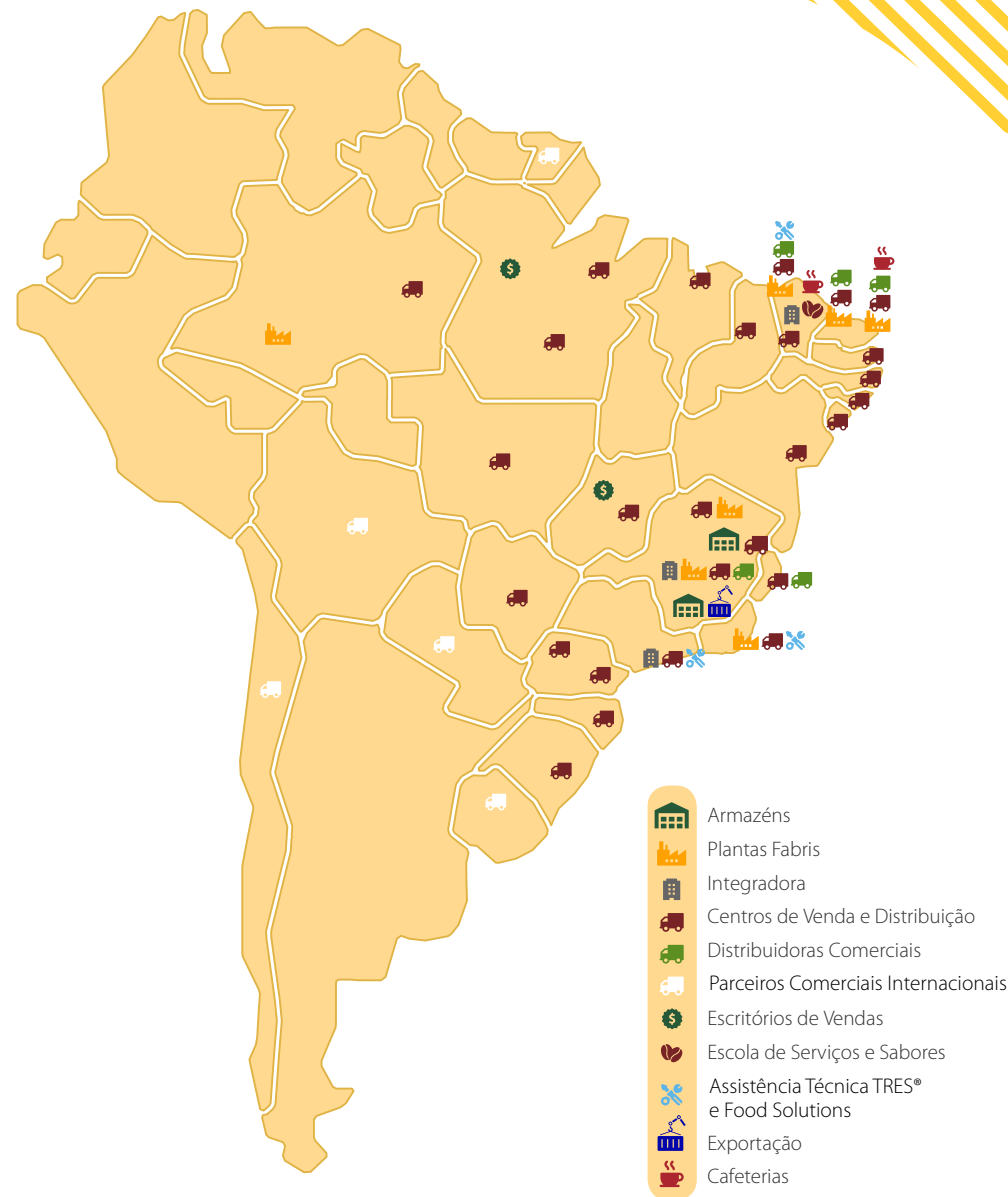 Armazéns
Plantas Fabris
Integradora
Centros de Venda e Distribuição
Distribuidoras Comerciais
Parceiros Comerciais Internacionais
Escritórios de Vendas
Escola de Serviços e Sabores
Assistência Técnica TRES®
e Food Solutions
Exportação
Cafeterias